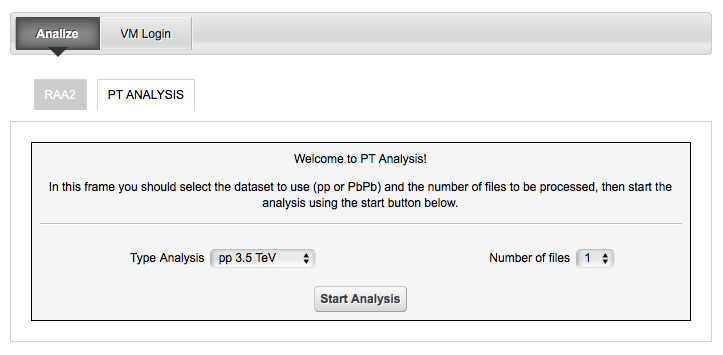 Analize VM Login
RAA2 PT ANALYSIS
Welcome to PT Analysis!
In this frame you should select the dataset to use (pp or PbPb) and the number of files to be processed, then start the
analysis using the start button below.
Type Analysis pp 3.5 TeV Number of files 1
Start Analysis